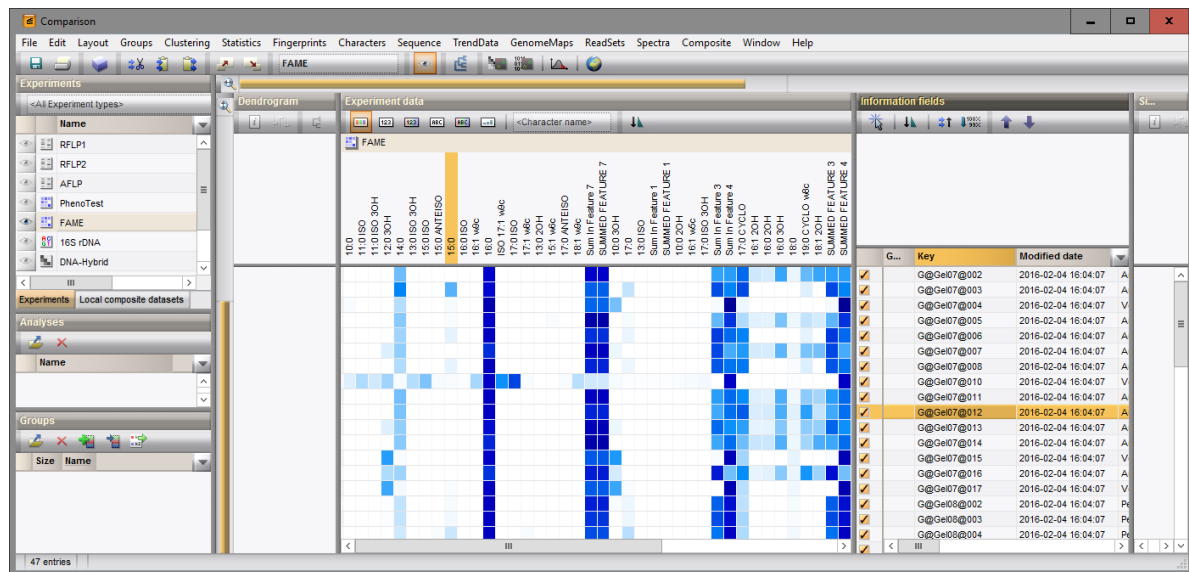 Comparison
File Edit Layout Groups Clustering Statistics Fingerprints Characters Sequence TrendData GenomeMaps ReadSets Spectra Composite Window Help
FAME
Experiments
<All Experiment types>
Name
RFLP1
RFLP2
AFLP
PhenoTest
FAME
16S rDNA
DNA-Hybrid
Experiments Local composite datasets
Analyses
Name
Groups
Size Name
47 entries
Dendrogram
Experiment data
<Character name>
FAME
10:0
11:0 ISO
11:0 ISO 3OH
12:0 3OH
14:0
13:0 ISO 3OH
15:0 ISO
15:0 ANTEISO
15:0
16:0 ISO
16:1 w8c
16:0
ISO 17:1 w8c
17:0 ISO
17:1 w8c
13:0 2OH
15:1 w6c
17:0 ANTEISO
18:1 w9c
Sum In Feature 7
SUMMED FEATURE 7
10:0 3OH
17:0
13:0 ISO
Sum In Feature 1
SUMMED FEATURE 1
10:0 2OH
16:1 w5c
17:0 ISO 3OH
Sum In Feature 3
Sum In Feature 4
17:0 CYCLO
16:1 2OH
16:0 2OH
16:0 3OH
18:0
19:0 CYCLO w8c
18:1 2OH
SUMMED FEATURE 3
SUMMED FEATURE 4
Information fields
G... Key Modified date
G@Gel07@002 2016-02-04 16:04:07 A
G@Gel07@003 2016-02-04 16:04:07 A
G@Gel07@004 2016-02-04 16:04:07 V
G@Gel07@005 2016-02-04 16:04:07 A
G@Gel07@006 2016-02-04 16:04:07 A
G@Gel07@007 2016-02-04 16:04:07 A
G@Gel07@008 2016-02-04 16:04:07 A
G@Gel07@010 2016-02-04 16:04:07 V
G@Gel07@011 2016-02-04 16:04:07 A
G@Gel07@012 2016-02-04 16:04:07 A
G@Gel07@013 2016-02-04 16:04:07 A
G@Gel07@014 2016-02-04 16:04:07 A
G@Gel07@015 2016-02-04 16:04:07 V
G@Gel07@016 2016-02-04 16:04:07 A
G@Gel07@017 2016-02-04 16:04:07 V
G@Gel08@002 2016-02-04 16:04:07 Pe
G@Gel08@003 2016-02-04 16:04:07 Pe
G@Gel08@004 2016-02-04 16:04:07 Pe
Si...